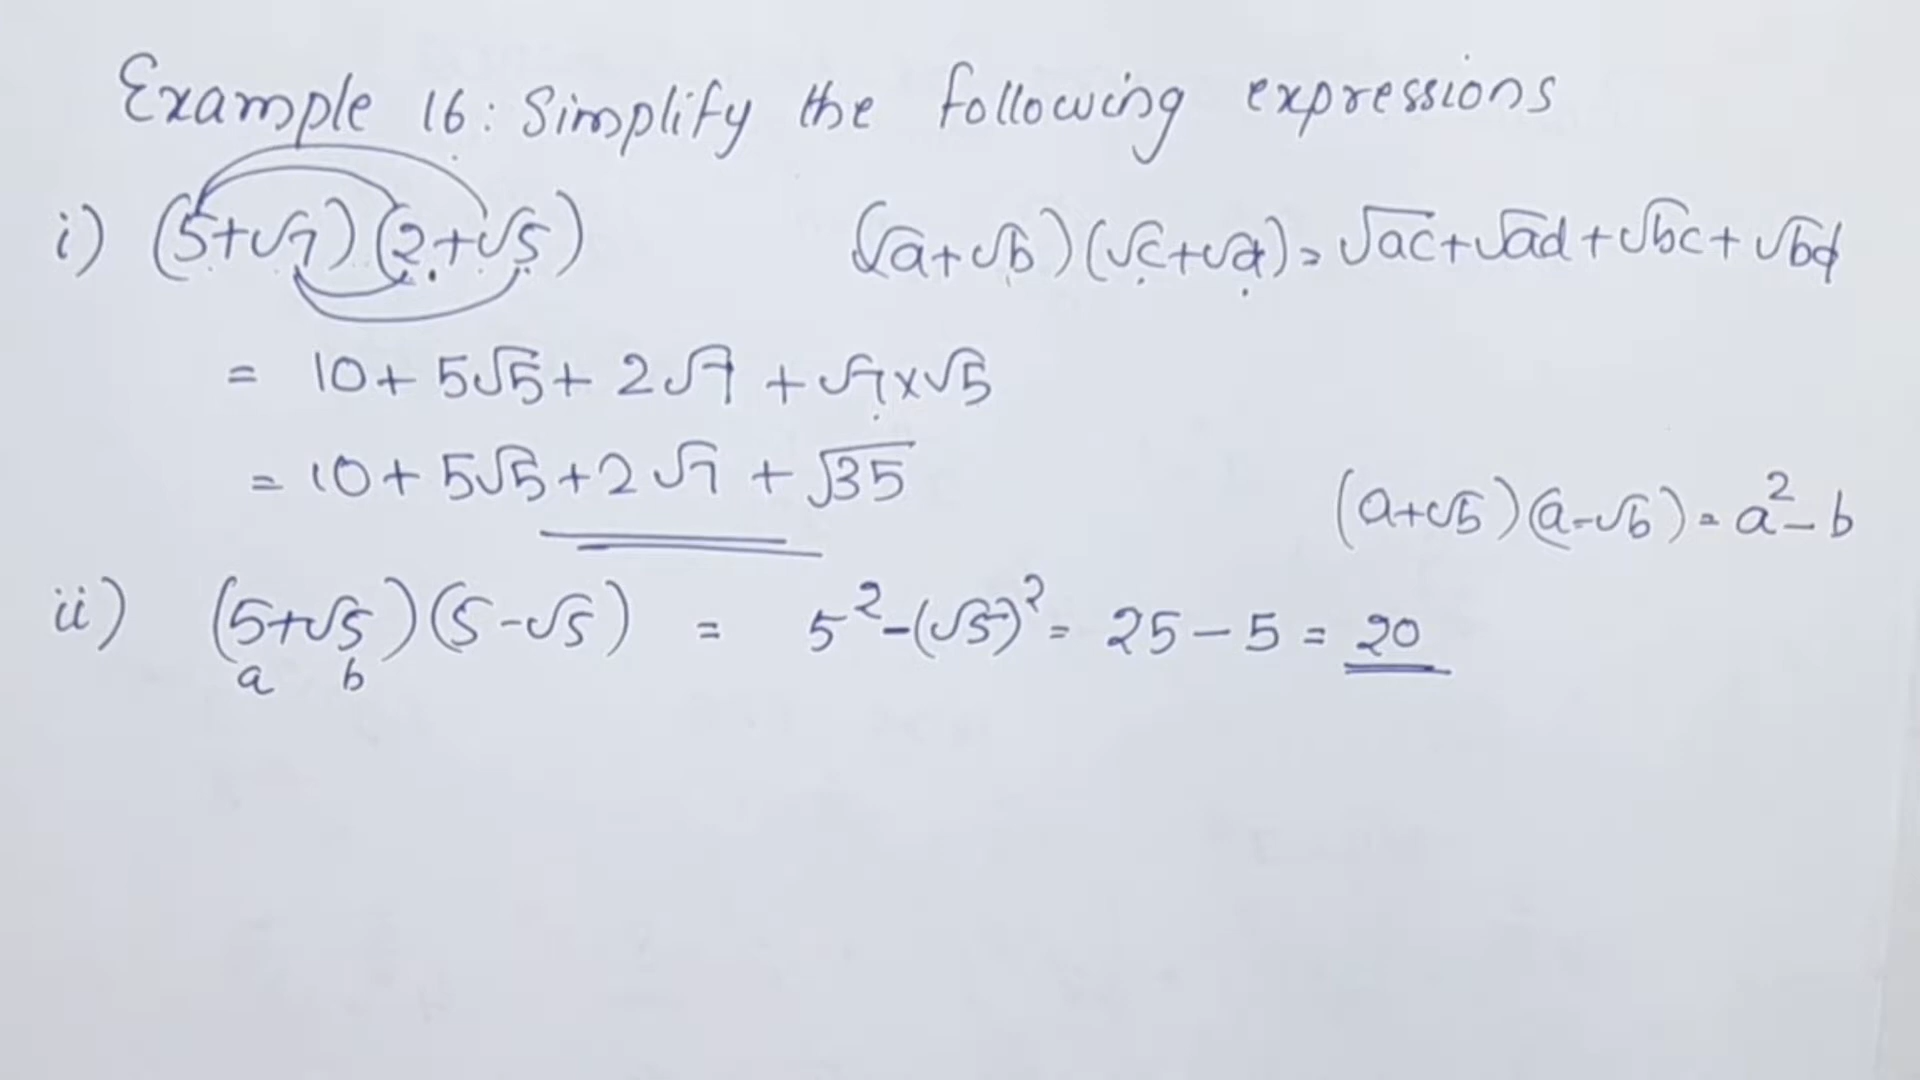 Example 16: Simplify the following expressions
i) (5+√7)(2+√5)
(√a+√b)(√c+√d)=√ac+√ad+√bc+√bd
= 10+5√5+2√7+√7×√5
= 10+5√5+2√7+√35
(a+√b)(a-√b)=a²-b
ii) (5+√5)(5-√5) = 5²-(√5)²= 25-5 = 20
a b